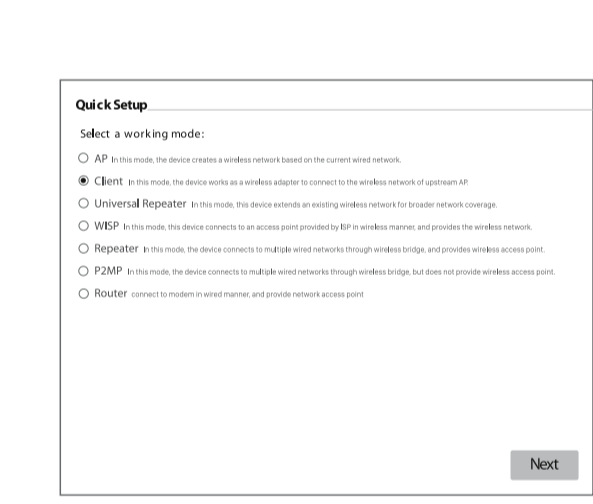 Quick Setup
Select a working mode:
AP In this mode, the device creates a wireless network based on the current wired network.
Client In this mode, the device works as a wireless adapter to connect to the wireless network of upstream AP.
Universal Repeater In this mode, this device extends an existing wireless network for broader network coverage.
WISP In this mode, this device connects to an access point provided by ISP in wireless manner, and provides the wireless network.
Repeater In this mode, the device connects to multiple wired networks through wireless bridge, and provides wireless access point.
P2MP In this mode, the device connects to multiple wired networks through wireless bridge, but does not provide wireless access point.
Router connect to modem in wired manner, and provide network access point
Next